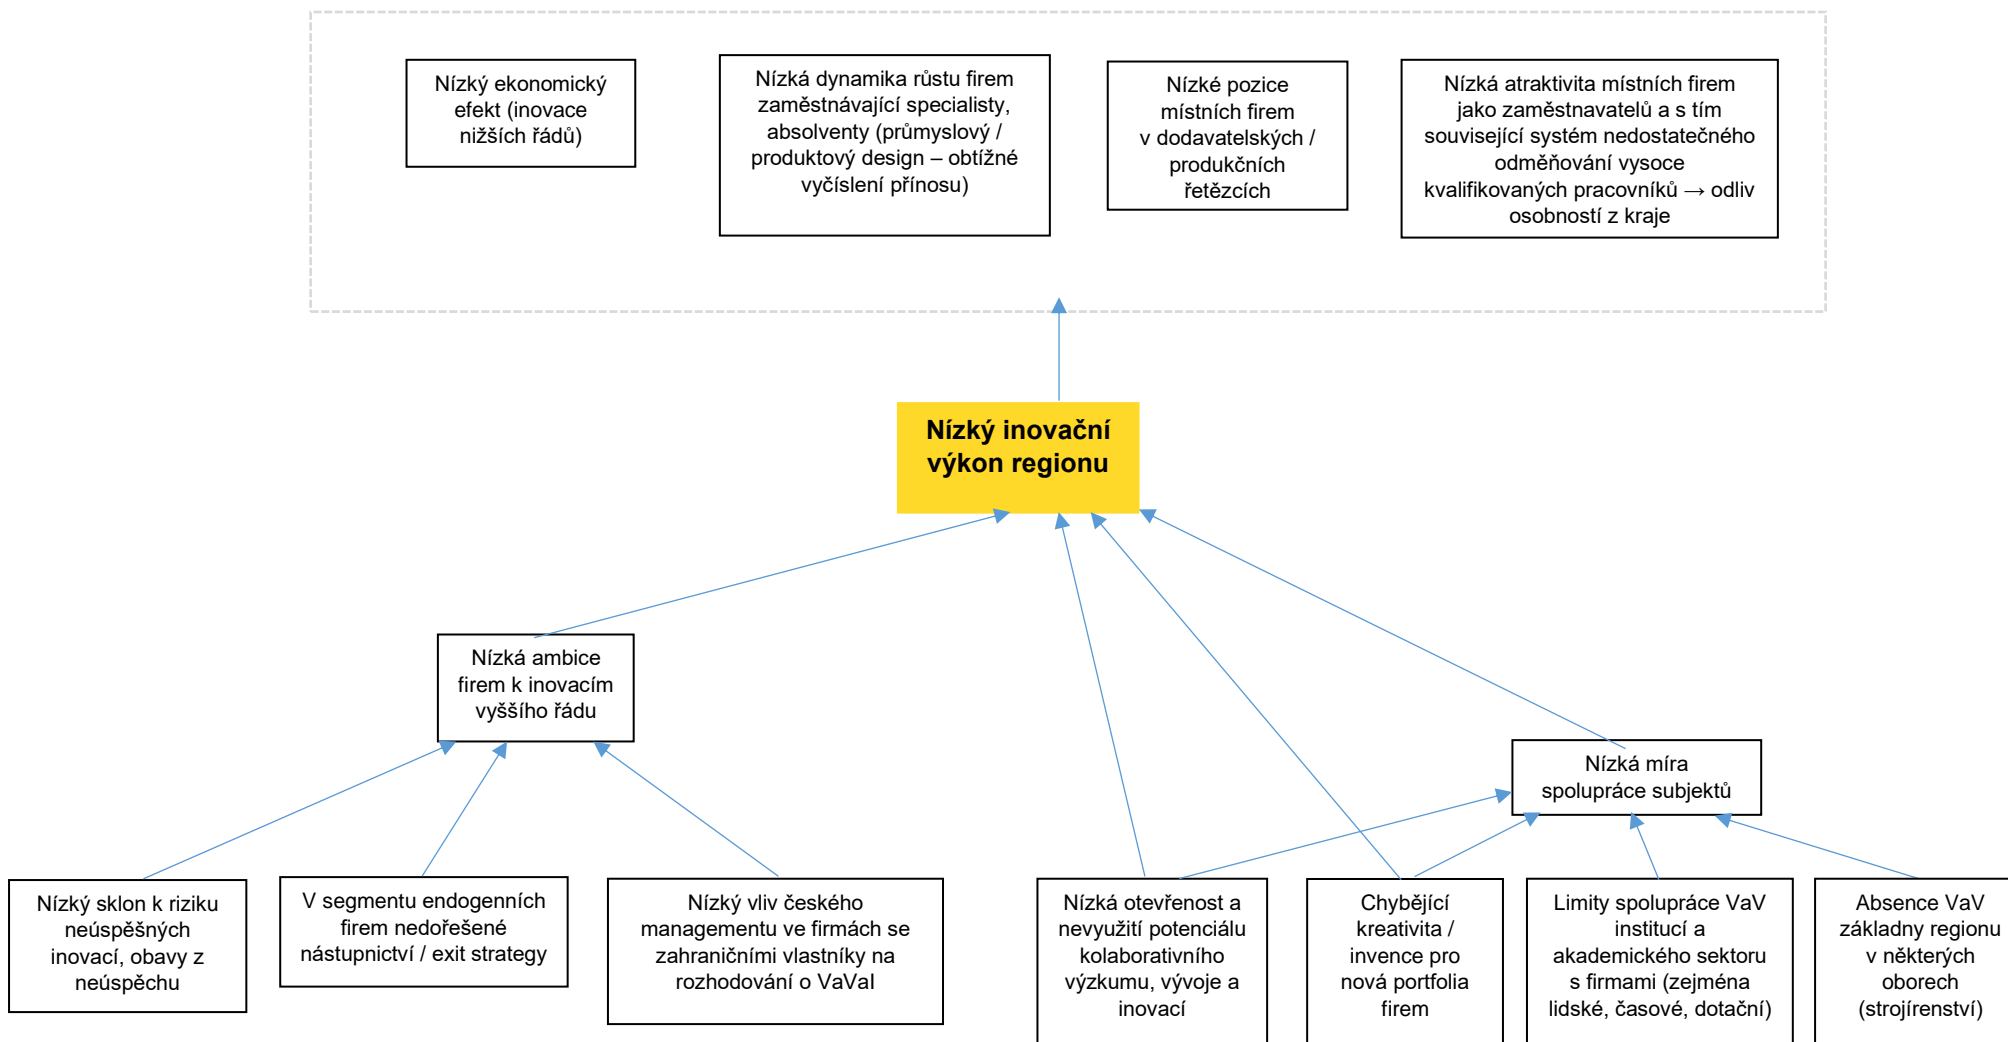 Nízký ekonomický
efekt (inovace
nižších řádů)
Nízká dynamika růstu firem
zaměstnávající specialisty,
absolventy (průmyslový /
produktový design – obtížné
vyčíslení přínosu)
Nízké pozice
místních firem
v dodavatelských /
produkčních
řetězcích
Nízká atraktivita místních firem
jako zaměstnavatelů a s tím
související systém nedostatečného
odměňování vysoce
kvalifikovaných pracovníků → odliv
osobností z kraje
Nízký inovační
výkon regionu
Nízká ambice
firem k inovacím
vyššího řádu
Nízká míra
spolupráce subjektů
Nízký sklon k riziku
neúspěšných
inovací, obavy z
neúspěchu
V segmentu endogenních
firem nedořešené
nástupnictví / exit strategy
Nízký vliv českého
managementu ve firmách se
zahraničními vlastníky na
rozhodování o VaVaI
Nízká otevřenost a
nevyužití potenciálu
kolaborativního
výzkumu, vývoje a
inovací
Chybějící
kreativita /
invence pro
nová portfolia
firem
Limity spolupráce VaV
institucí a
akademického sektoru
s firmami (zejména
lidské, časové, dotační)
Absence VaV
základny regionu
v některých
oborech
(strojírenství)